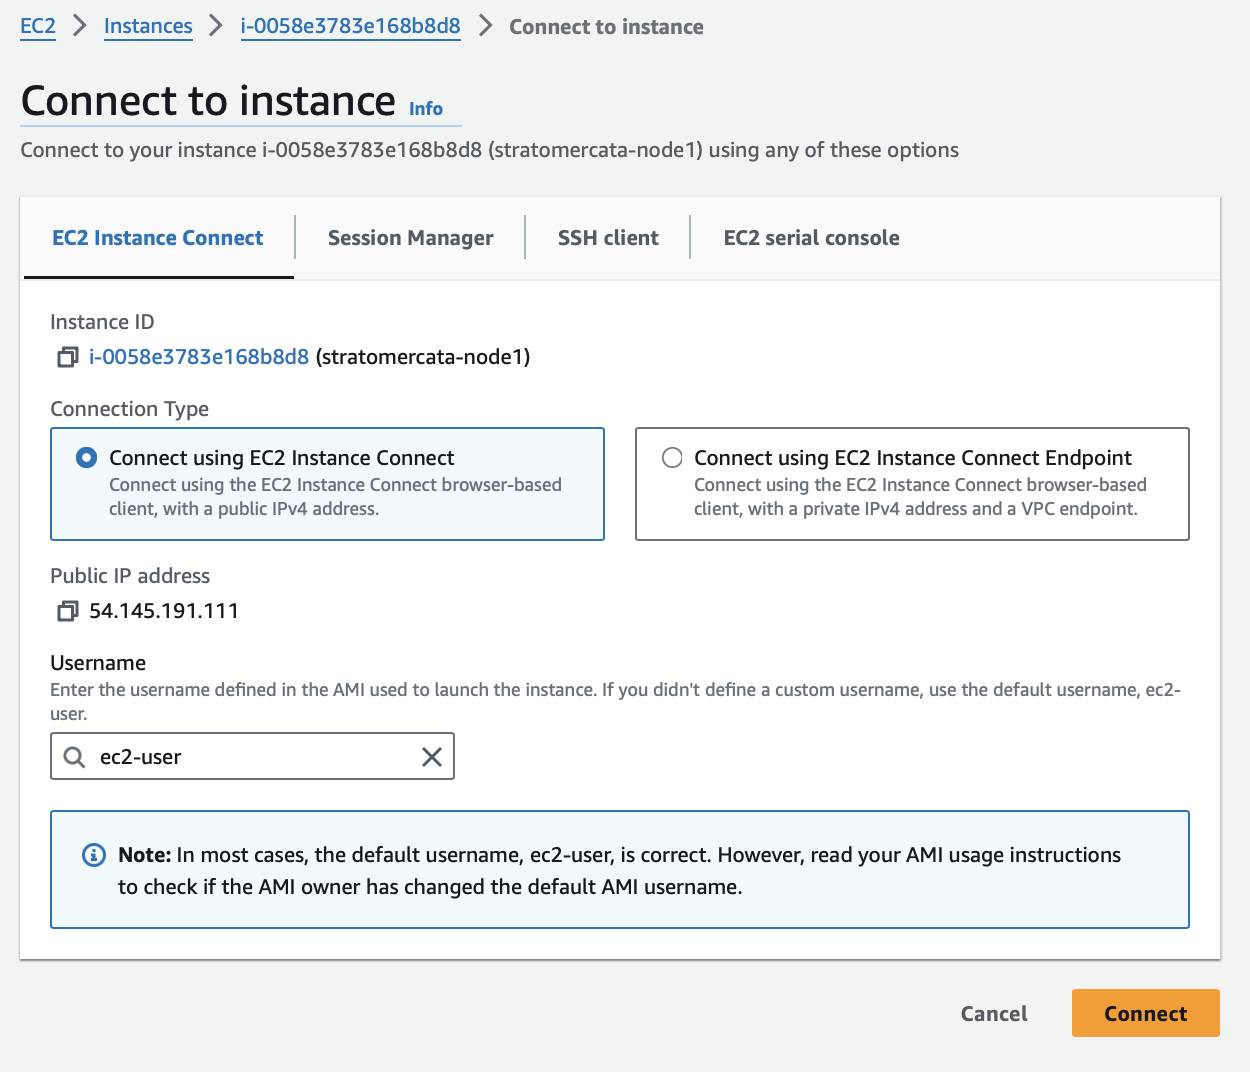 EC2 > Instances > i-0058e3783e168b8d8 > Connect to instance
Connect to instance Info
Connect to your instance i-0058e3783e168b8d8 (stratomercata-node1) using any of these options
EC2 Instance Connect Session Manager SSH client EC2 serial console
Instance ID
i-0058e3783e168b8d8 (stratomercata-node1)
Connection Type
Connect using EC2 Instance Connect
Connect using the EC2 Instance Connect browser-based
client, with a public IPv4 address.
Connect using EC2 Instance Connect Endpoint
Connect using the EC2 Instance Connect browser-based
client, with a private IPv4 address and a VPC endpoint.
Public IP address
54.145.191.111
Username
Enter the username defined in the AMI used to launch the instance. If you didn't define a custom username, use the default username, ec2-
user.
ec2-user
Note: In most cases, the default username, ec2-user, is correct. However, read your AMI usage instructions
to check if the AMI owner has changed the default AMI username.
Cancel Connect